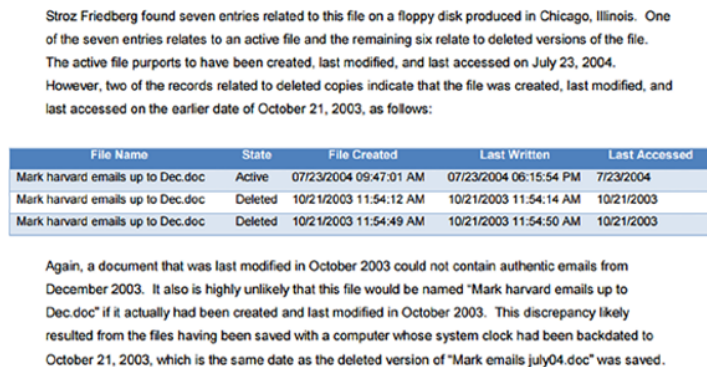 Stroz Friedberg found seven entries related to this file on a floppy disk produced in Chicago, Illinois. One
of the seven entries relates to an active file and the remaining six relate to deleted versions of the file.
The active file purports to have been created, last modified, and last accessed on July 23, 2004.
However, two of the records related to deleted copies indicate that the file was created, last modified, and
last accessed on the earlier date of October 21, 2003, as follows:
File Name State File Created Last Written Last Accessed
Mark harvard emails up to Dec.doc Active 07/23/2004 09:47:01 AM 07/23/2004 06:15:54 PM 7/23/2004
Mark harvard emails up to Dec.doc Deleted 10/21/2003 11:54:12 AM 10/21/2003 11:54:14 AM 10/21/2003
Mark harvard emails up to Dec.doc Deleted 10/21/2003 11:54:49 AM 10/21/2003 11:54:50 AM 10/21/2003
Again, a document that was last modified in October 2003 could not contain authentic emails from
December 2003. It also is highly unlikely that this file would be named "Mark harvard emails up to
Dec.doc" if it actually had been created and last modified in October 2003. This discrepancy likely
resulted from the files having been saved with a computer whose system clock had been backdated to
October 21, 2003, which is the same date as the deleted version of "Mark emails july04.doc" was saved.